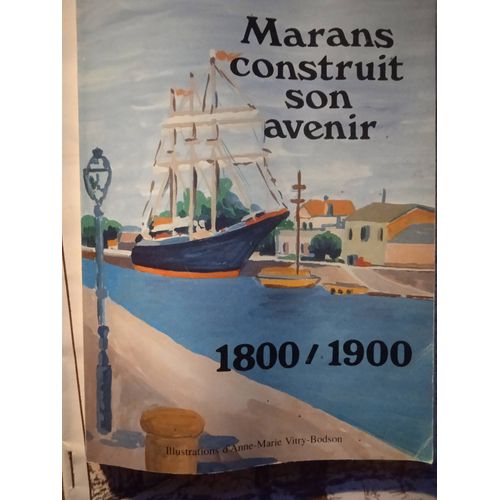 Marans
construit
son
avenir
1800 / 1900
Illustrations d'Anne-Marie Vitry-Bodson